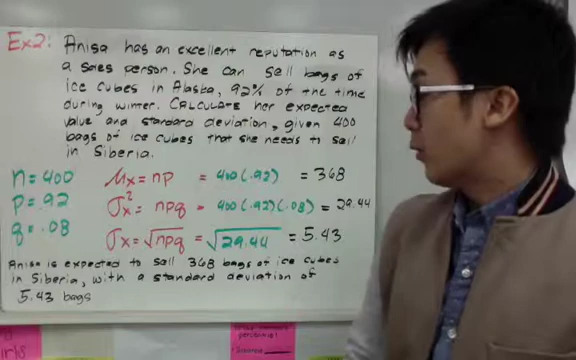 Ex2: Anisa has an excellent reputation as
a sales person. She can sell bags of
ice cubes in Alaska, 92% of the time
during winter. CALCULATE her expected
value and standard deviation, given 400
bags of ice cubes that she needs to sell
in Siberia.
n = 400 μx = np = 400(.92) = 368
p = .92 σx² = npq = 400(.92)(.08) = 29.44
q = .08 σx = √npq = √29.44 = 5.43
Anisa is expected to sell 368 bags of ice cubes
in Siberia, with a standard deviation of
5.43 bags